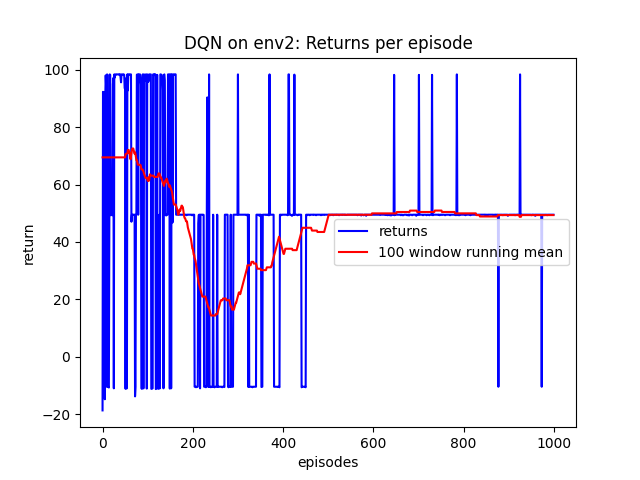 DQN on env2: Returns per episode
return
100
80
60
40
20
0
−20
returns
100 window running mean
0
200
400
600
800
1000
episodes